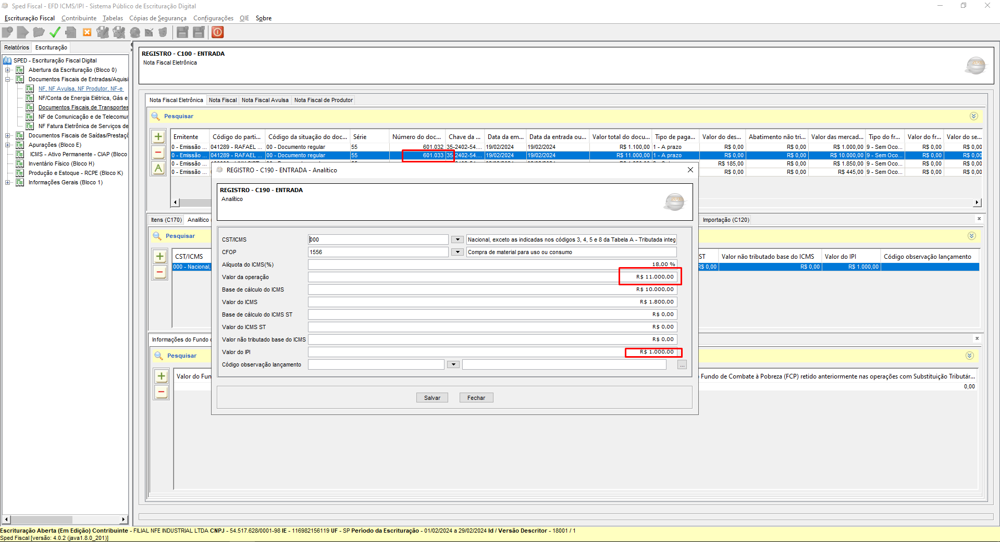 Sped Fiscal - EFD ICMS/IPI - Sistema Público de Escrituração Digital
Escrituração Fiscal Contribuinte Tabelas Cópias de Segurança Configurações OIE Sobre
Relatórios Escrituração
SPED - Escrituração Fiscal Digital
Abertura da Escrituração (Bloco 0)
Documentos Fiscais de Entradas/Aquisi
NF, NF Avulsa, NF Produtor, NF-e
NF/Conta de Energia Elétrica, Gás e
Documentos Fiscais de Transportes
NF de Comunicação e de Telecomun
NF Fatura Eletrônica de Serviços de
Documentos Fiscais de Saídas/Prestaçõ
Apurações (Bloco E)
ICMS - Ativo Permanente - CIAP (Bloco
Inventário Físico (Bloco H)
Produção e Estoque - RCPE (Bloco K)
Informações Gerais (Bloco 1)
REGISTRO - C100 - ENTRADA
Nota Fiscal Eletrônica
Nota Fiscal Eletrônica Nota Fiscal Nota Fiscal Avulsa Nota Fiscal de Produtor
Pesquisar
Emitente Código do parti... Código da situação do doc... Série Número do doc... Chave da ... Data da em... Data da entrada ou... Valor total do docu... Tipo de paga... Valor do des... Abatimento não tri... Valor das mercad... Tipo do fr... Valor do fr... Valor do se...
0 - Emissão ... 041289 - RAFAEL ... 00 - Documento regular 55 601.032 35-2402-54.... 19/02/2024 19/02/2024 R$ 1.100,00 1 - A prazo R$ 0,00 R$ 0,00 R$ 1.000,00 9 - Sem Oco... R$ 0,00 R$ 0,00
0 - Emissão ... 041289 - RAFAEL ... 00 - Documento regular 55 601.033 35-2402-54.... 19/02/2024 19/02/2024 R$ 11.000,00 1 - A prazo R$ 0,00 R$ 0,00 R$ 10.000,00 9 - Sem Oco... R$ 0,00 R$ 0,00
0 - Emissão ... R$ 185,00 R$ 0,00 R$ 1.850,00 9 - Sem Oco... R$ 0,00 R$ 0,00
0 - Emissão ... R$ 0,00 R$ 0,00 R$ 445,00 9 - Sem Oco... R$ 0,00 R$ 0,00
Itens (C170) Analítico Importação (C120)
Pesquisar
CST/ICMS ST Valor não tributado base do ICMS Valor do IPI Código observação lançamento
000 - Nacional, R$ 0,00 R$ 0,00 R$ 1.000,00
Informações do Fundo
Pesquisar
Valor do Fun Fundo de Combate à Pobreza (FCP) retido anteriormente nas operações com Substituição Tributár...
0,00
REGISTRO - C190 - ENTRADA - Analítico
REGISTRO - C190 - ENTRADA
Analítico
CST/ICMS 000 Nacional, exceto as indicadas nos códigos 3, 4, 5 e 8 da Tabela A - Tributada integ
CFOP 1556 Compra de material para uso ou consumo
Alíquota do ICMS(%) 18,00 %
Valor da operação R$ 11.000,00
Base de cálculo do ICMS R$ 10.000,00
Valor do ICMS R$ 1.800,00
Base de cálculo do ICMS ST R$ 0,00
Valor do ICMS ST R$ 0,00
Valor não tributado base do ICMS R$ 0,00
Valor do IPI R$ 1.000,00
Código observação lançamento ...
Salvar Fechar
Escrituração Aberta (Em Edição) Contribuinte - FILIAL NFE INDUSTRIAL LTDA CNPJ - 54.517.628/0001-98 IE - 116982156119 UF - SP Período da Escrituração - 01/02/2024 a 29/02/2024 Id / Versão Descritor - 18001 / 1
Sped Fiscal [versão: 4.0.2 (java1.8.0_201)]